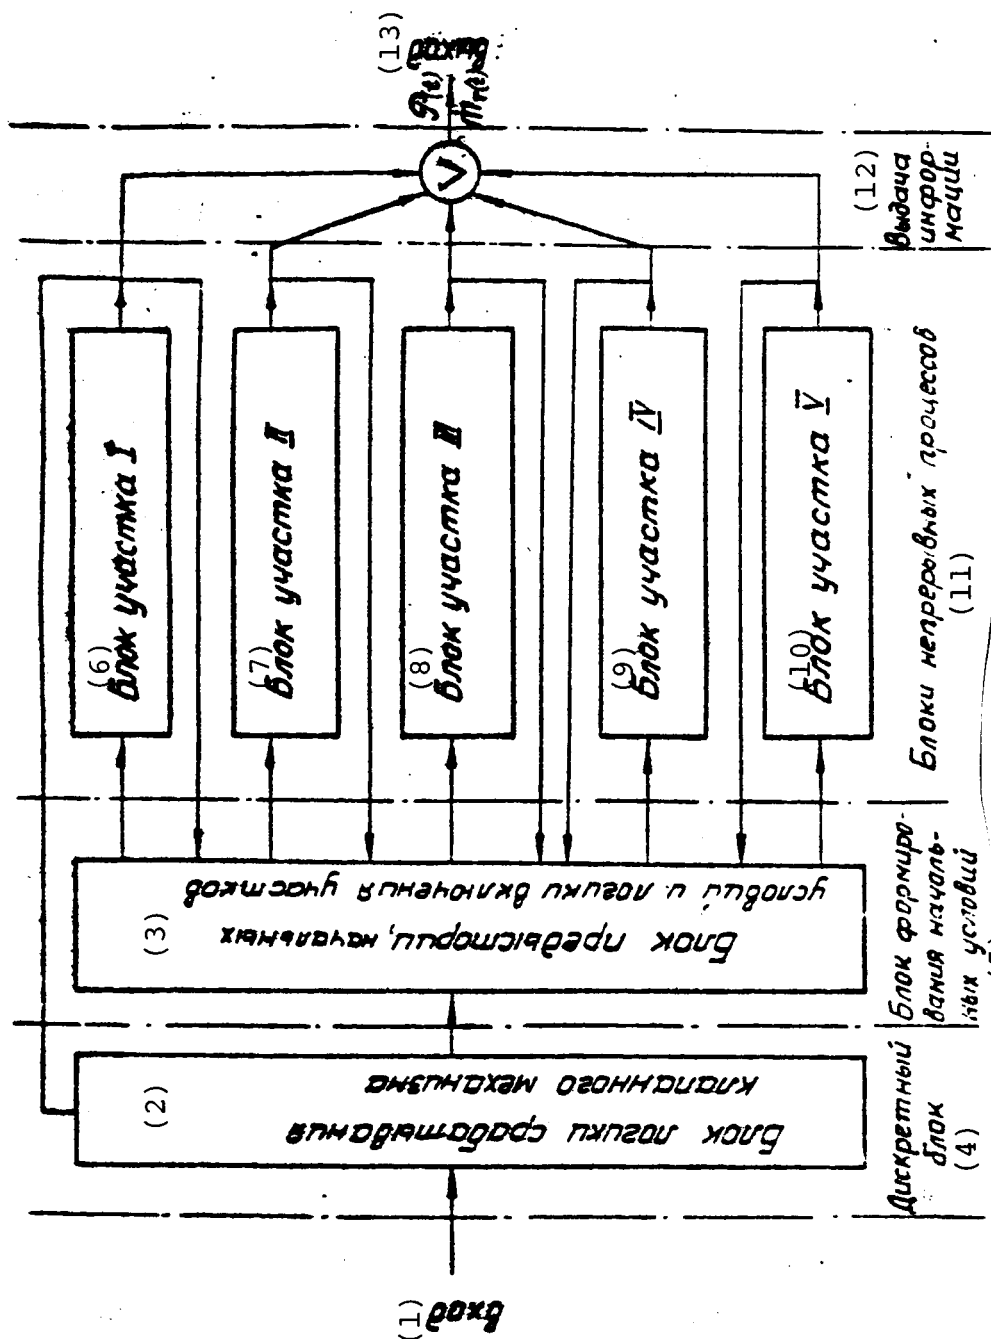 (1)
вход
(2)
Блок логики срабатывания
клапанного механизма
(3)
Блок предыстории, начальных
условий и логики включения участков
(6)
Блок участка I
(7)
Блок участка II
(8)
Блок участка III
(9)
Блок участка IV
(10)
Блок участка V
V
𝒫(t)
mт(t)
(13)
выход
Дискретный
блок
(4)
Блок формиро-
вания началь-
ных условий
Блоки непрерывных процессов
(11)
(12)
Выдача
инфор-
мации